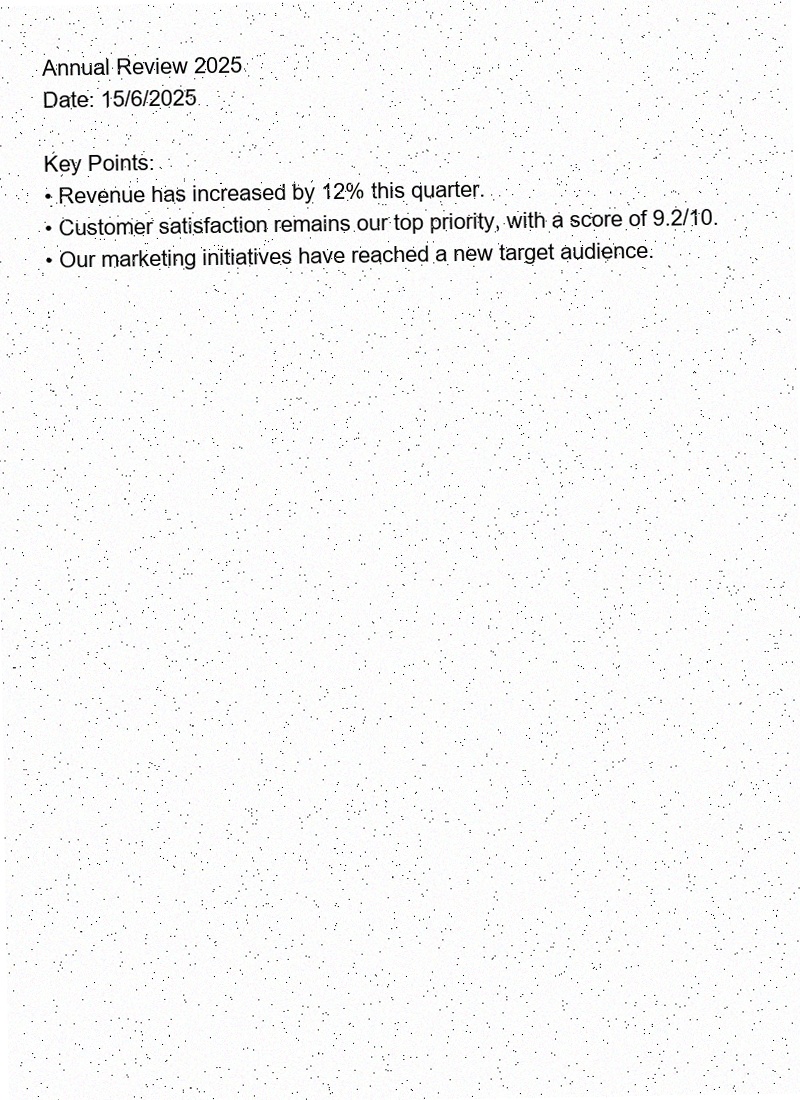 Annual Review 2025
Date: 15/6/2025
Key Points:
• Revenue has increased by 12% this quarter.
• Customer satisfaction remains our top priority, with a score of 9.2/10.
• Our marketing initiatives have reached a new target audience.